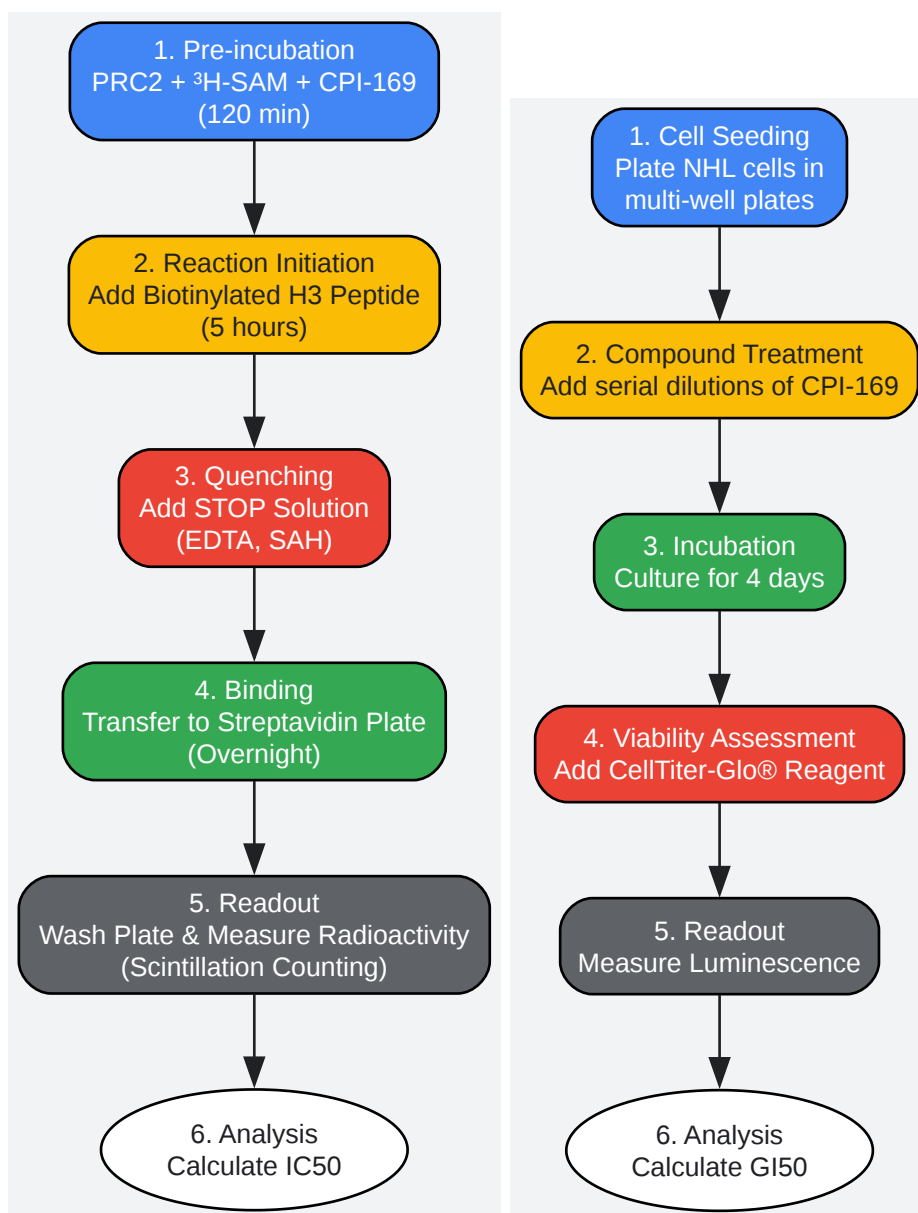 1. Pre-incubation
PRC2 + ³H-SAM + CPI-169
(120 min)
2. Reaction Initiation
Add Biotinylated H3 Peptide
(5 hours)
3. Quenching
Add STOP Solution
(EDTA, SAH)
4. Binding
Transfer to Streptavidin Plate
(Overnight)
5. Readout
Wash Plate & Measure Radioactivity
(Scintillation Counting)
6. Analysis
Calculate IC50
1. Cell Seeding
Plate NHL cells in
multi-well plates
2. Compound Treatment
Add serial dilutions of CPI-169
3. Incubation
Culture for 4 days
4. Viability Assessment
Add CellTiter-Glo® Reagent
5. Readout
Measure Luminescence
6. Analysis
Calculate GI50